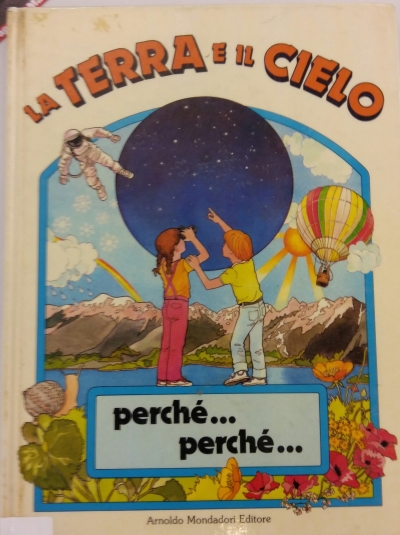 LA TERRA E IL CIELO
perché...
perché...
Arnoldo Mondadori Editore